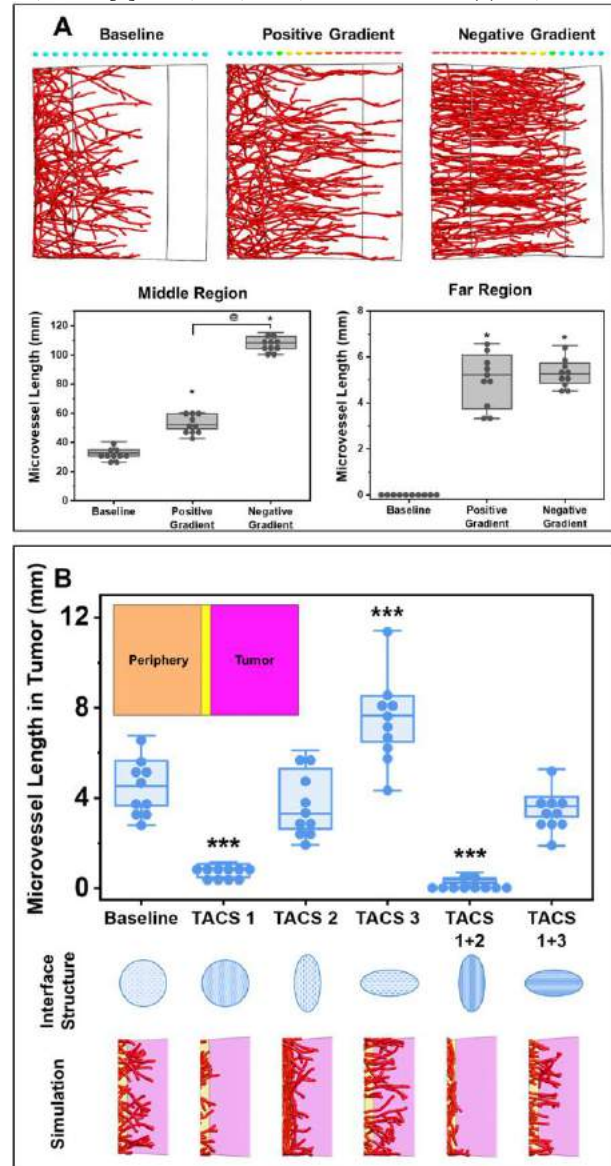 A
Baseline
Positive Gradient
Negative Gradient
Middle Region
Microvessel Length (mm)
120
100
80
60
40
20
0
*
@
*
Baseline
Positive
Gradient
Negative
Gradient
Far Region
Microvessel Length (mm)
8
6
4
2
0
*
*
Baseline
Positive
Gradient
Negative
Gradient
B
Microvessel Length in Tumor (mm)
12
8
4
0
Periphery
Tumor
***
***
***
Baseline
TACS 1
TACS 2
TACS 3
TACS
1+2
TACS
1+3
Interface
Structure
Simulation